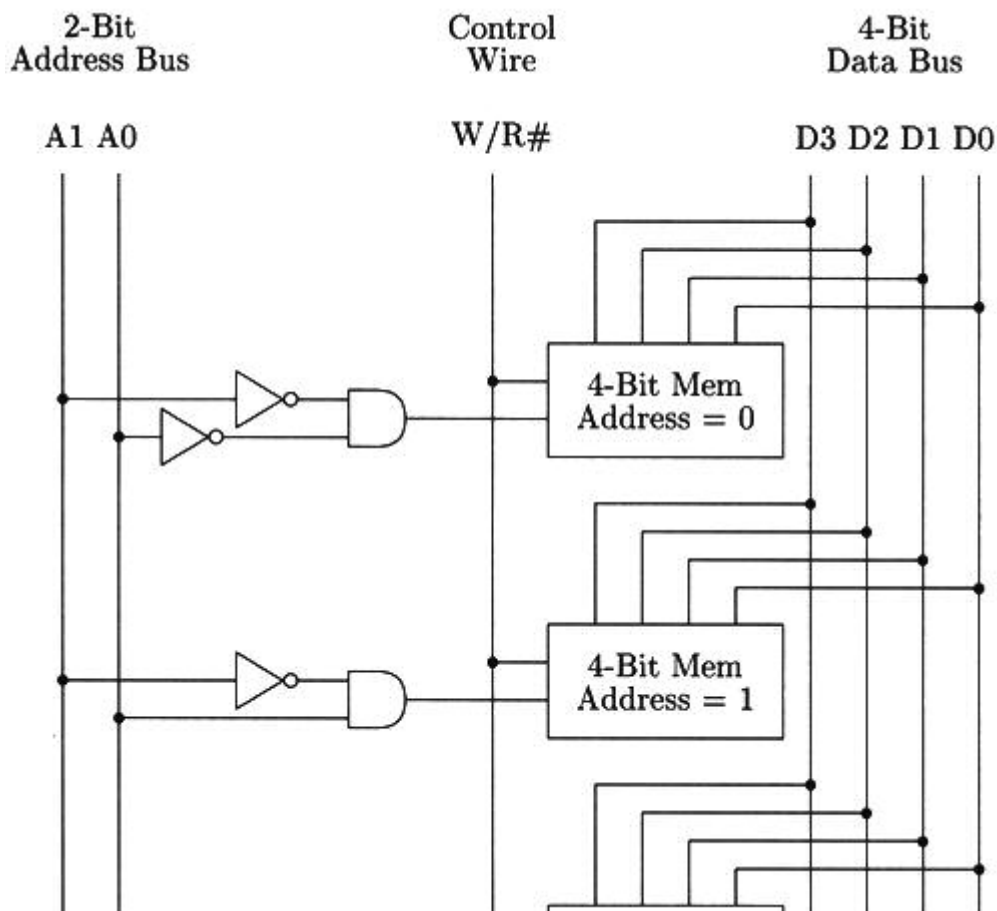 2-Bit
Address Bus
Control
Wire
4-Bit
Data Bus
A1 A0
W/R#
D3 D2 D1 D0
4-Bit Mem
Address = 0
4-Bit Mem
Address = 1